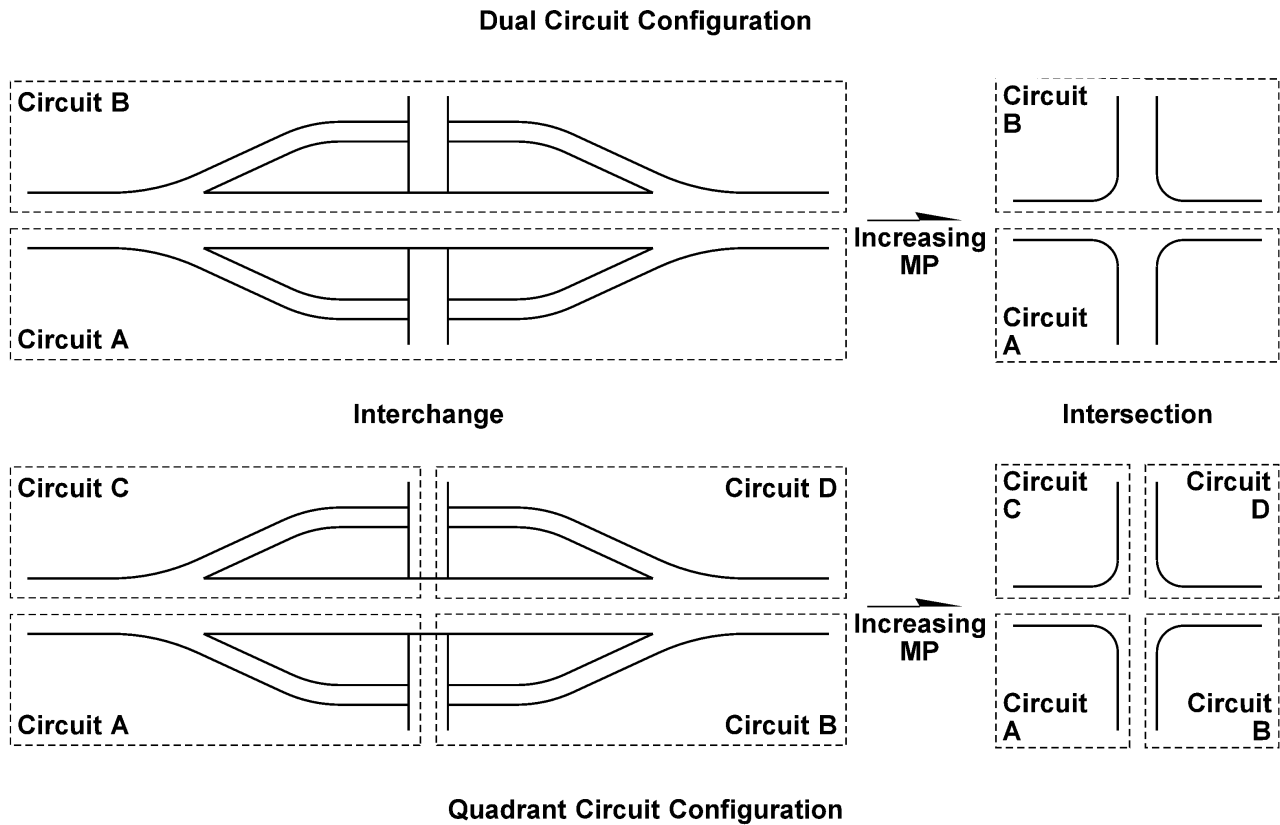 Dual Circuit Configuration
Circuit B
Circuit
B
Increasing
MP
Circuit A
Circuit
A
Interchange
Intersection
Circuit C
Circuit D
Circuit
C
Circuit
D
Increasing
MP
Circuit A
Circuit B
Circuit
A
Circuit
B
Quadrant Circuit Configuration